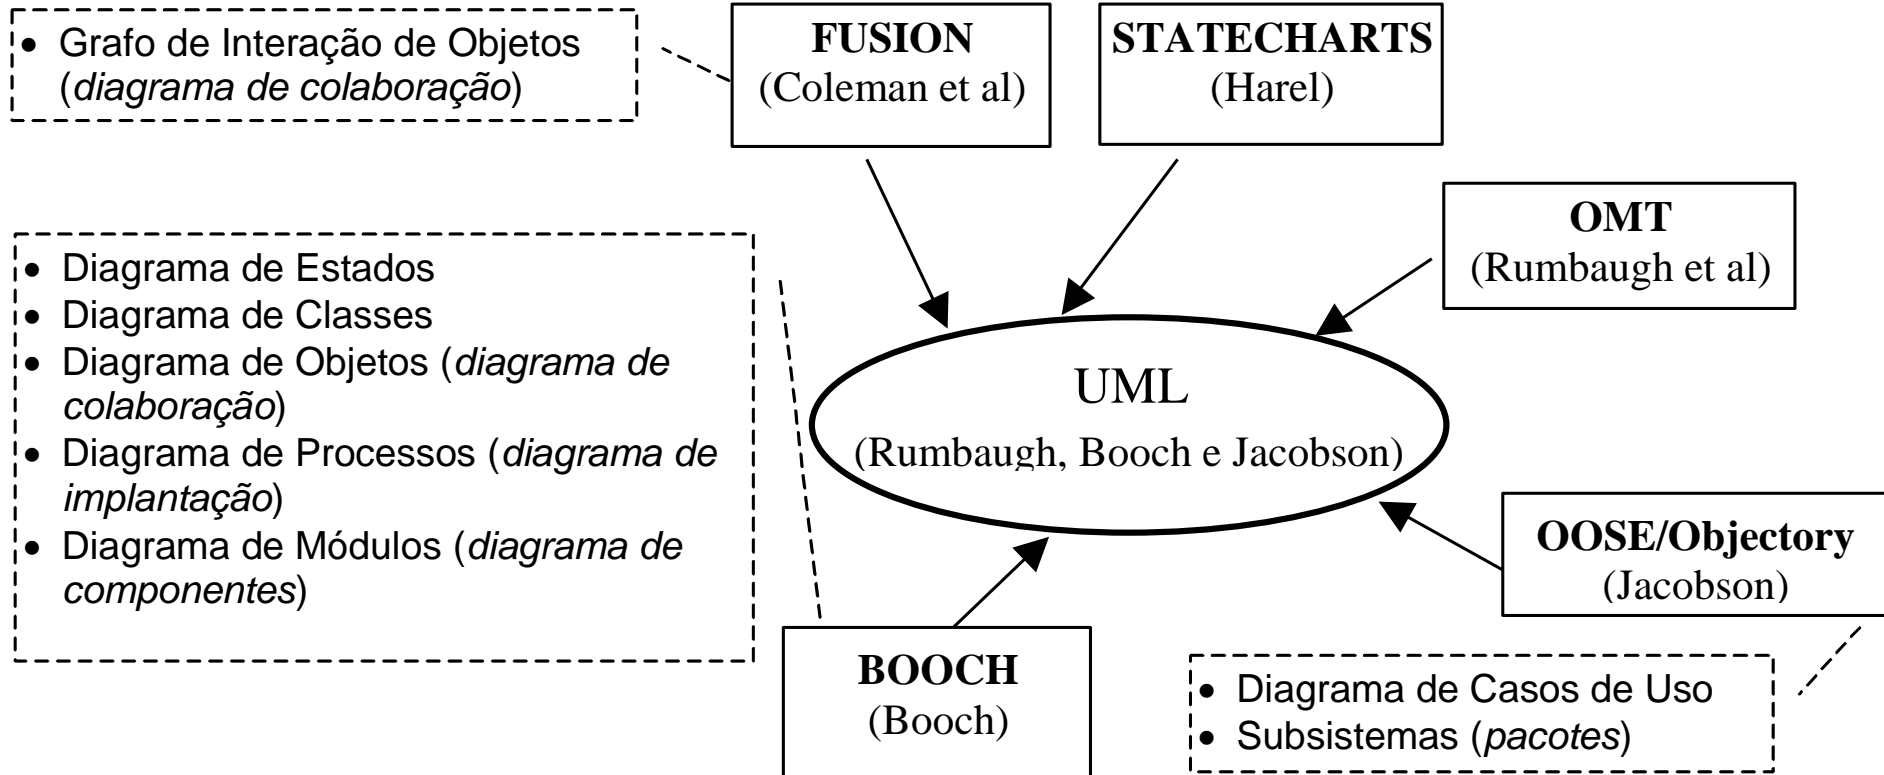 • Grafo de Interação de Objetos
(diagrama de colaboração)
FUSION
(Coleman et al)
STATECHARTS
(Harel)
OMT
(Rumbaugh et al)
• Diagrama de Estados
• Diagrama de Classes
• Diagrama de Objetos (diagrama de
colaboração)
• Diagrama de Processos (diagrama de
implantação)
• Diagrama de Módulos (diagrama de
componentes)
UML
(Rumbaugh, Booch e Jacobson)
OOSE/Objectory
(Jacobson)
BOOCH
(Booch)
• Diagrama de Casos de Uso
• Subsistemas (pacotes)